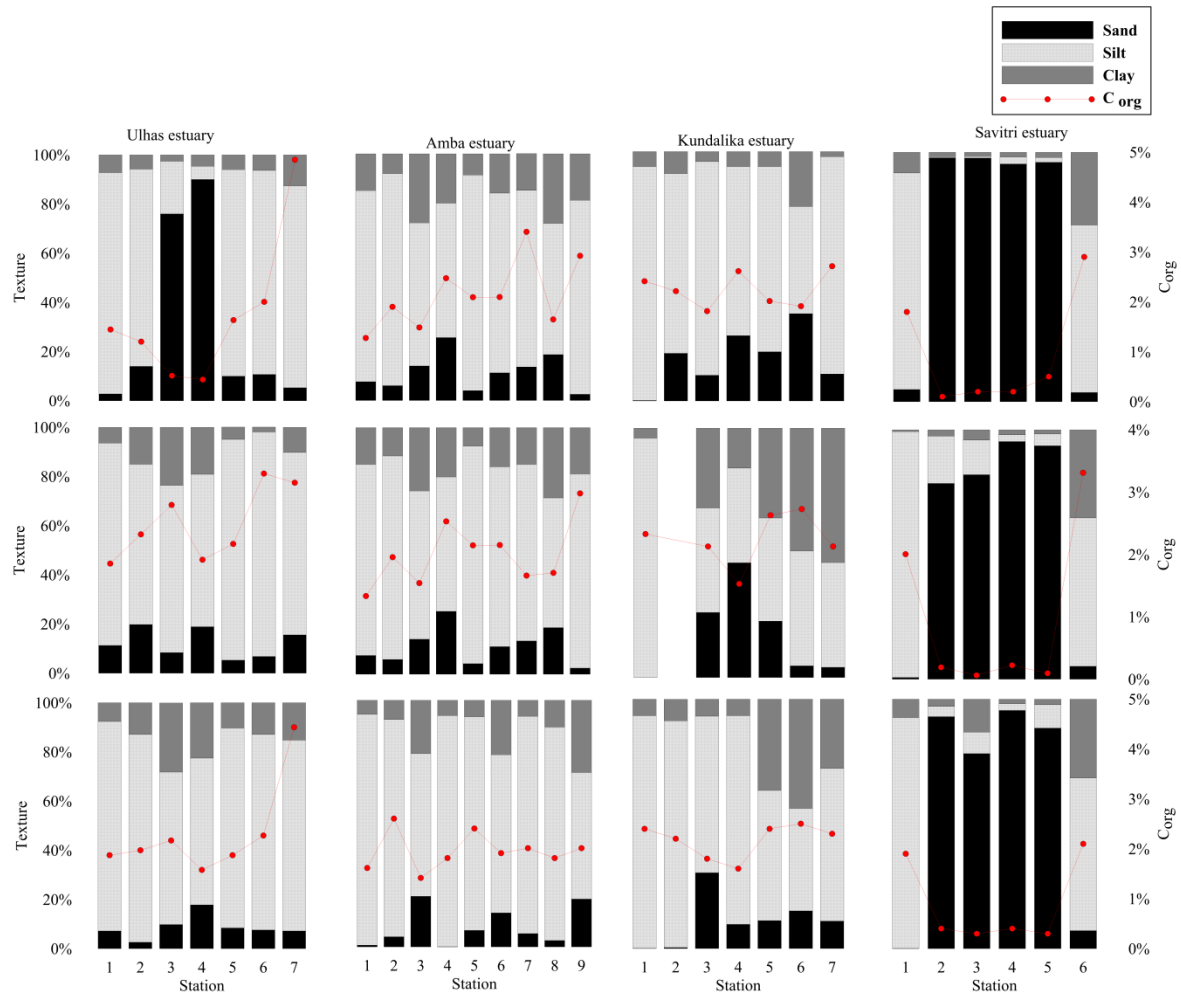 Sand
Silt
Clay
C org
Ulhas estuary
Amba estuary
Kundalika estuary
Savitri estuary
100%
80%
60%
40%
20%
0%
Texture
5%
4%
3%
2%
1%
0%
Corg
100%
80%
60%
40%
20%
0%
Texture
4%
3%
2%
1%
0%
Corg
100%
80%
60%
40%
20%
0%
Texture
5%
4%
3%
2%
1%
0%
Corg
1 2 3 4 5 6 7
Station
1 2 3 4 5 6 7 8 9
Station
1 2 3 4 5 6 7
Station
1 2 3 4 5 6
Station